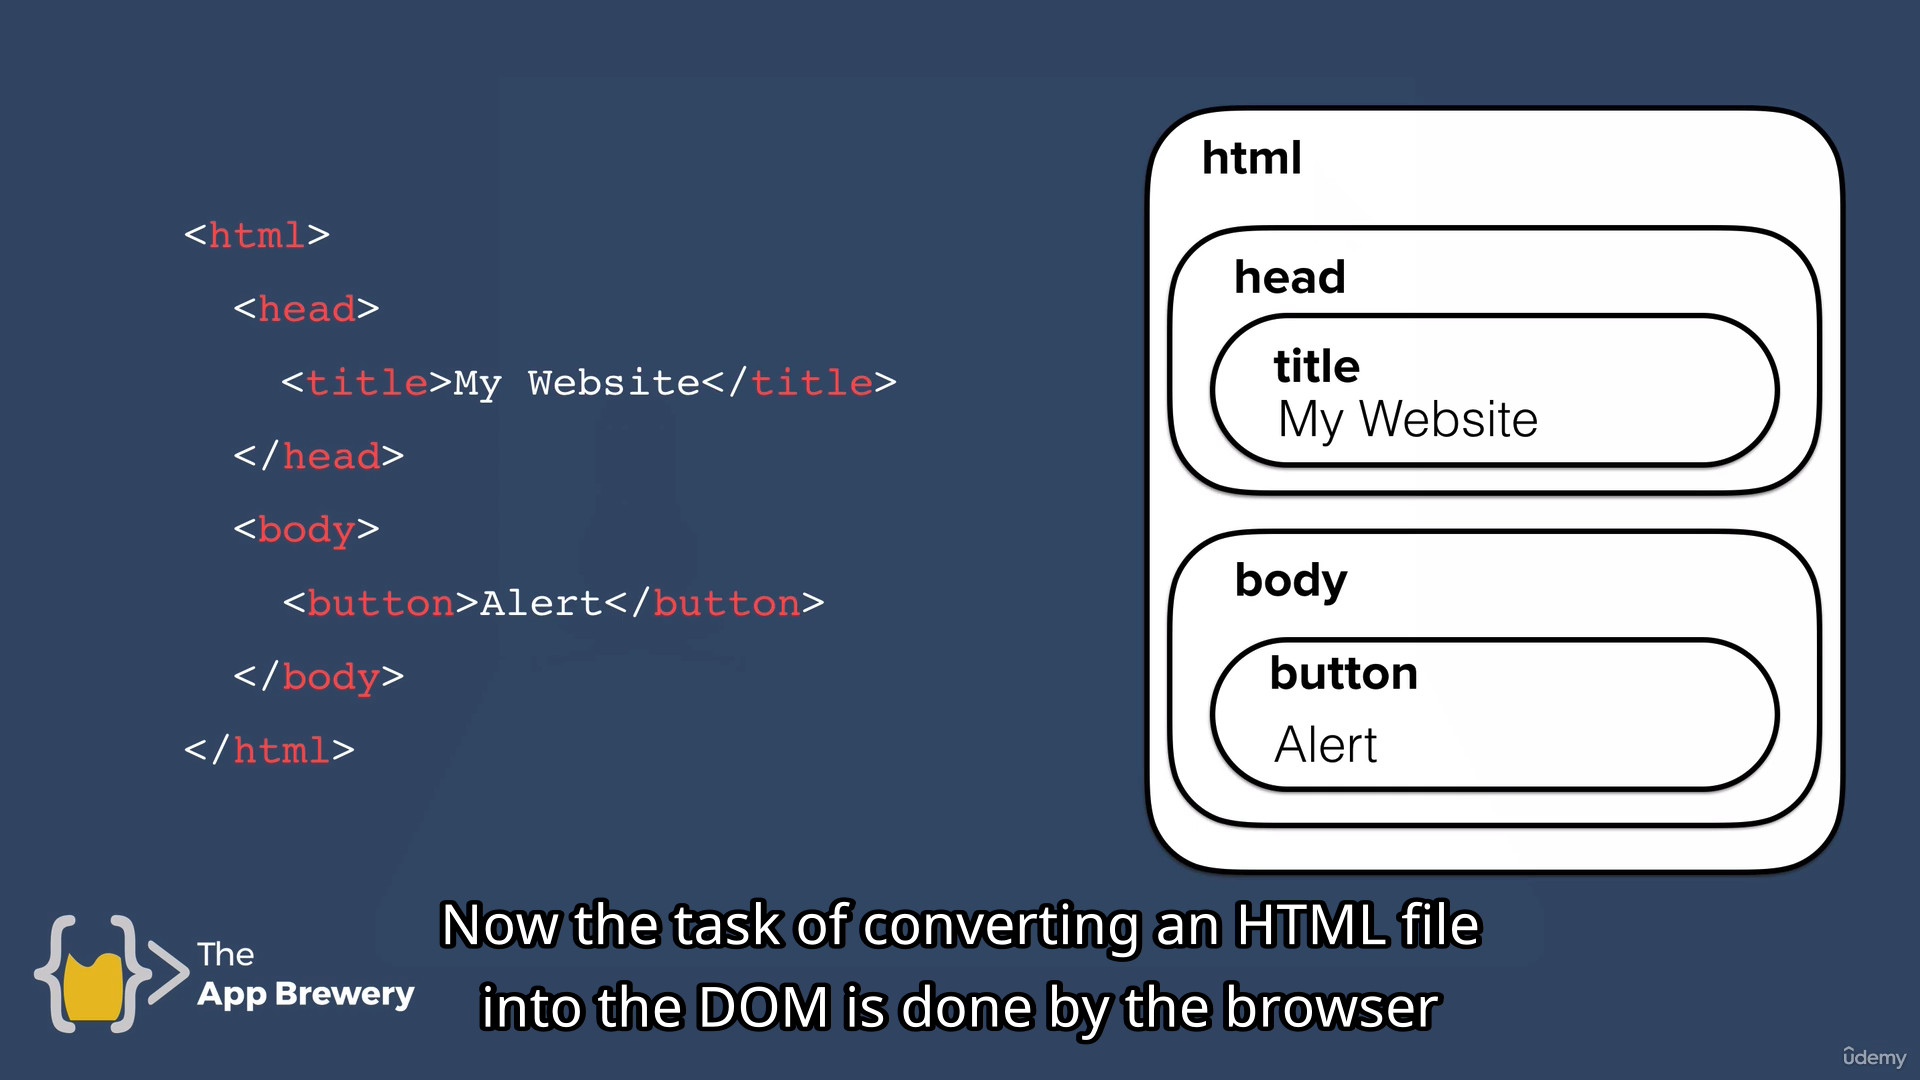 <html>
<head>
<title>My Website</title>
</head>
<body>
<button>Alert</button>
</body>
</html>
html
head
title
My Website
body
button
Alert
The
App Brewery
Now the task of converting an HTML file
into the DOM is done by the browser
ûdemy